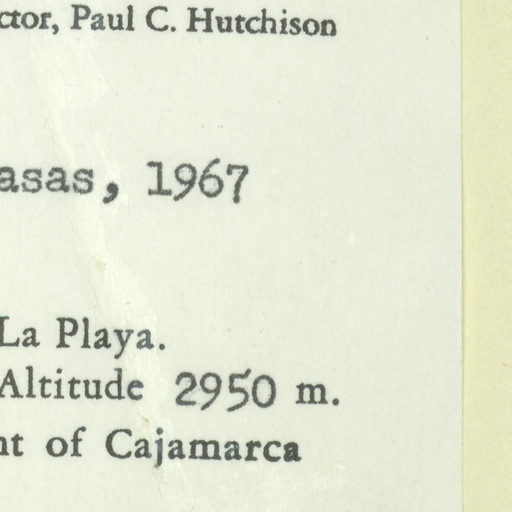 ctor, Paul C. Hutchison
asas, 1967
La Playa.
Altitude 2950 m.
nt of Cajamarca